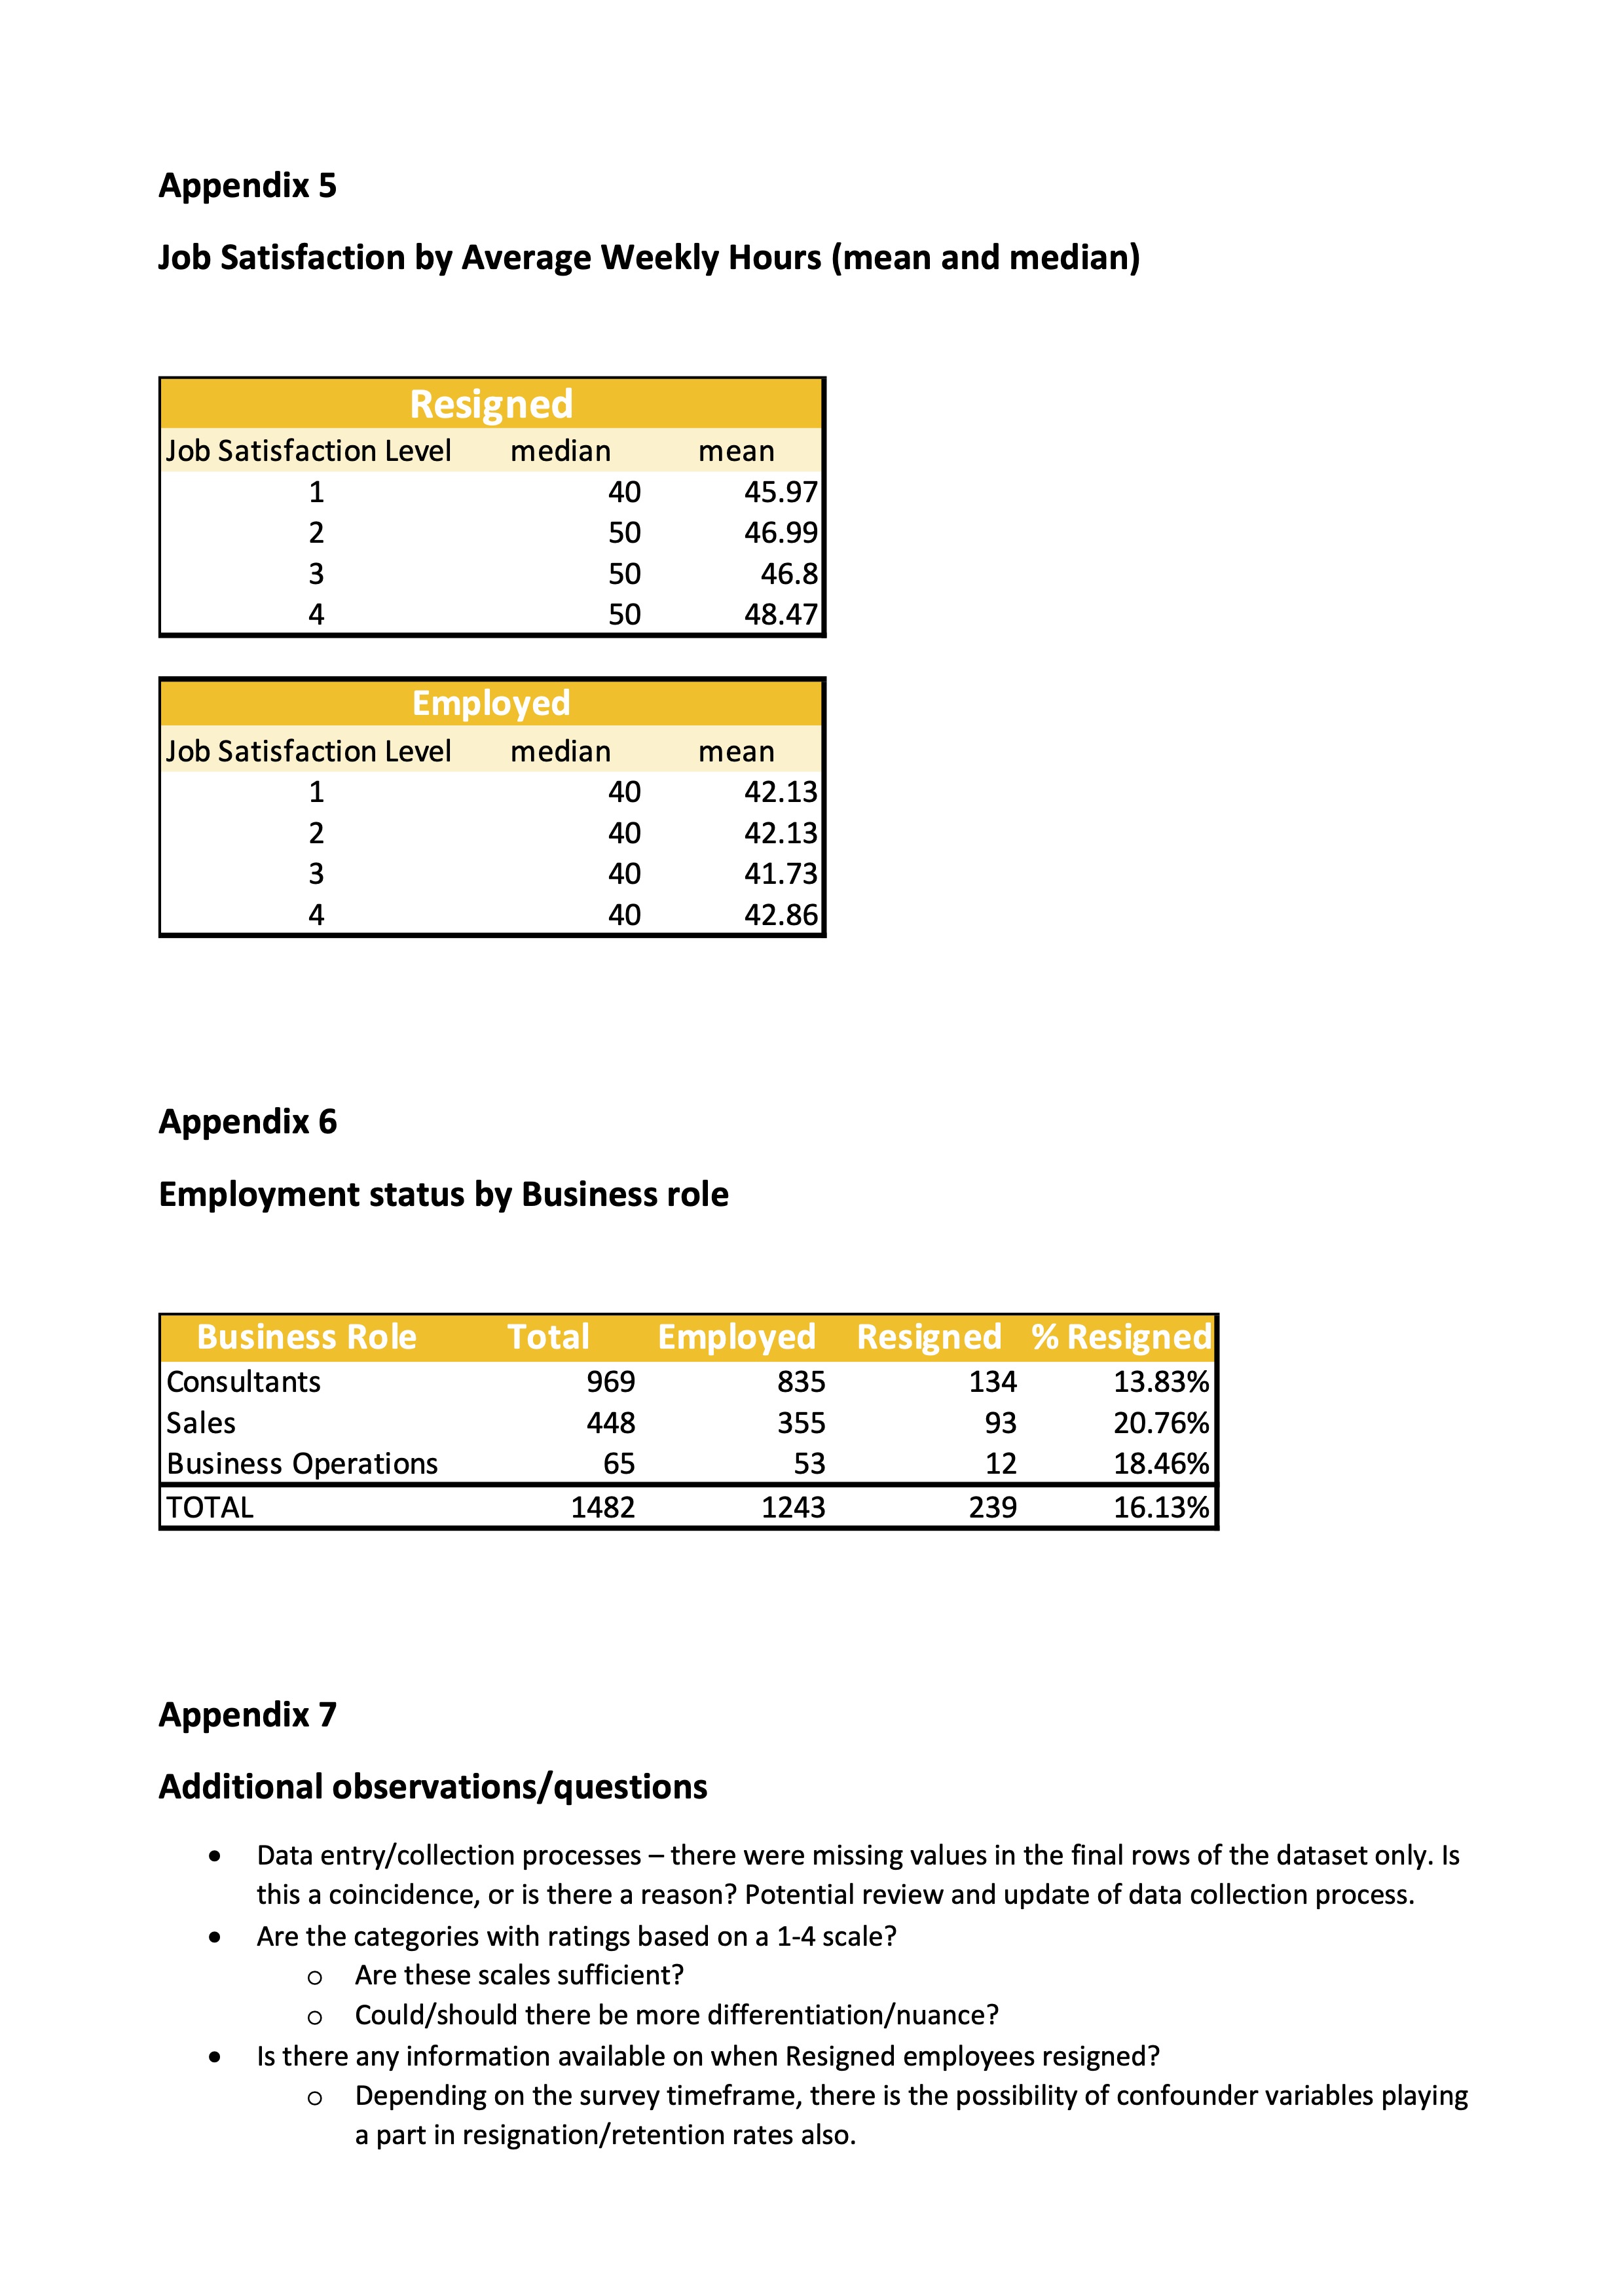 Appendix 5
Job Satisfaction by Average Weekly Hours (mean and median)
Resigned
Job Satisfaction Level median mean
1 40 45.97
2 50 46.99
3 50 46.8
4 50 48.47
Employed
Job Satisfaction Level median mean
1 40 42.13
2 40 42.13
3 40 41.73
4 40 42.86
Appendix 6
Employment status by Business role
Business Role Total Employed Resigned % Resigned
Consultants 969 835 134 13.83%
Sales 448 355 93 20.76%
Business Operations 65 53 12 18.46%
TOTAL 1482 1243 239 16.13%
Appendix 7
Additional observations/questions
• Data entry/collection processes – there were missing values in the final rows of the dataset only. Is
this a coincidence, or is there a reason? Potential review and update of data collection process.
• Are the categories with ratings based on a 1-4 scale?
o Are these scales sufficient?
o Could/should there be more differentiation/nuance?
• Is there any information available on when Resigned employees resigned?
o Depending on the survey timeframe, there is the possibility of confounder variables playing
a part in resignation/retention rates also.